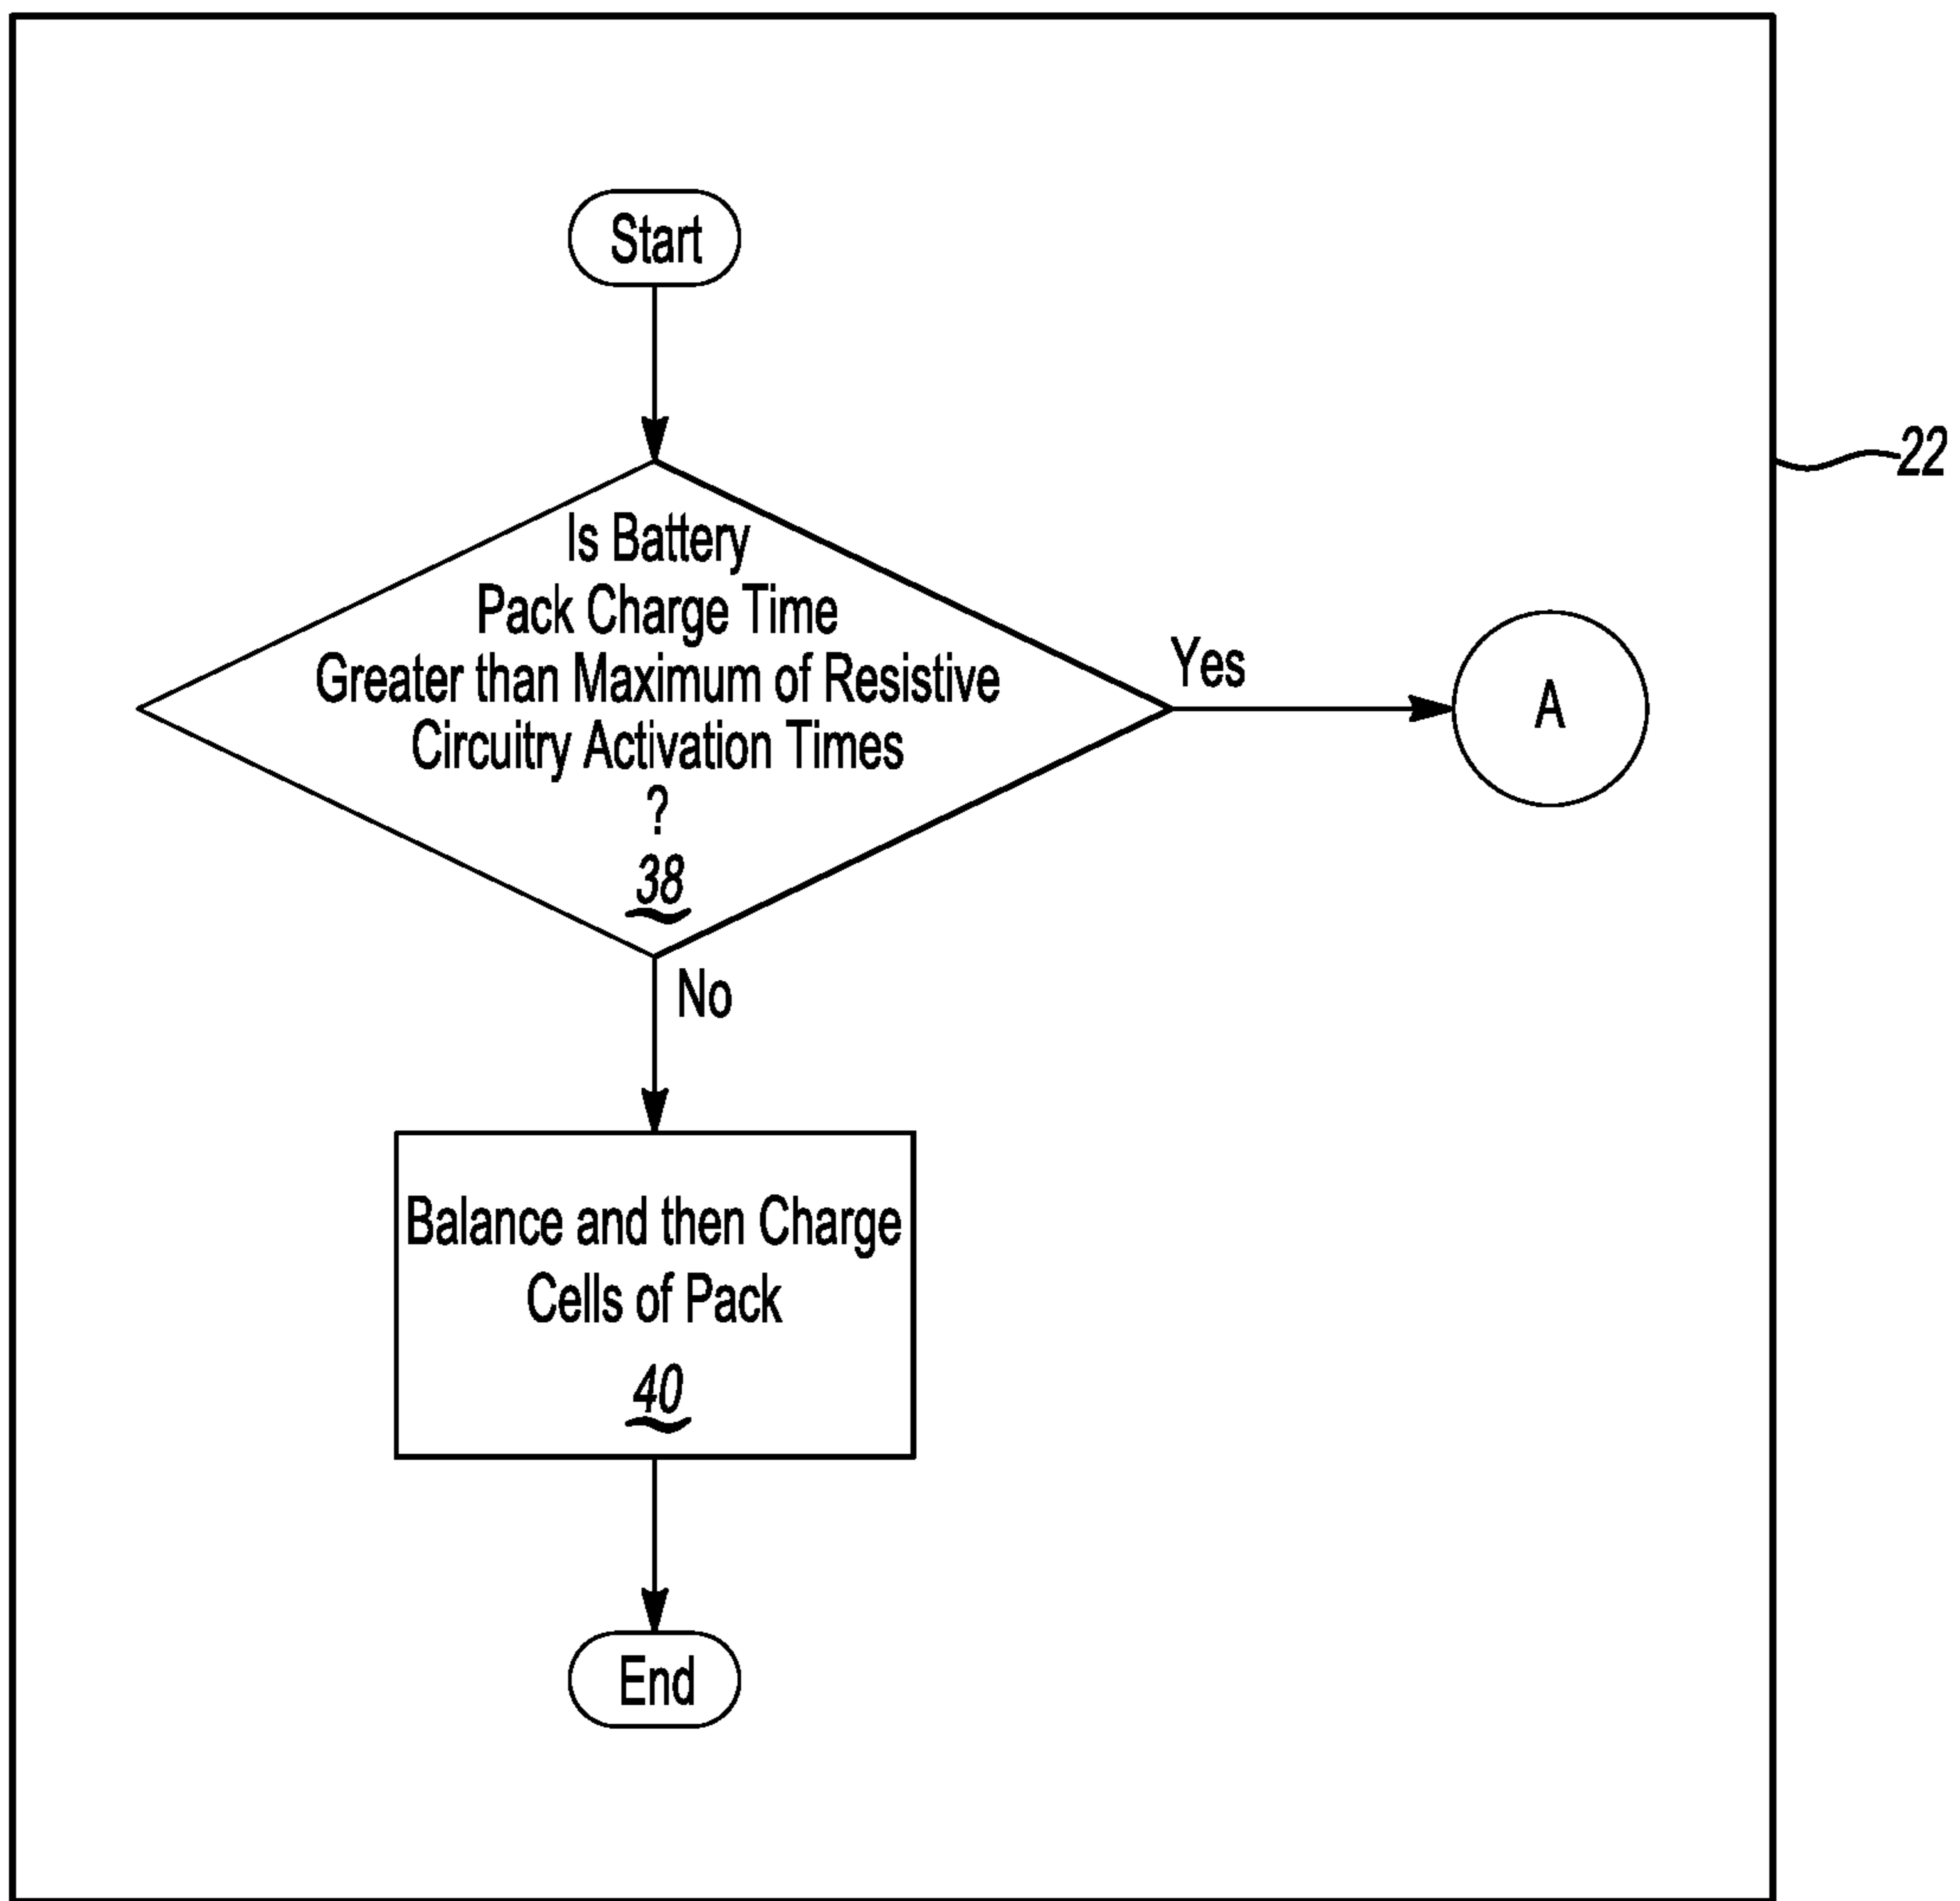 Start
22
Is Battery
Pack Charge Time
Greater than Maximum of Resistive
Circuitry Activation Times
?
38
Yes
A
No
Balance and then Charge
Cells of Pack
40
End